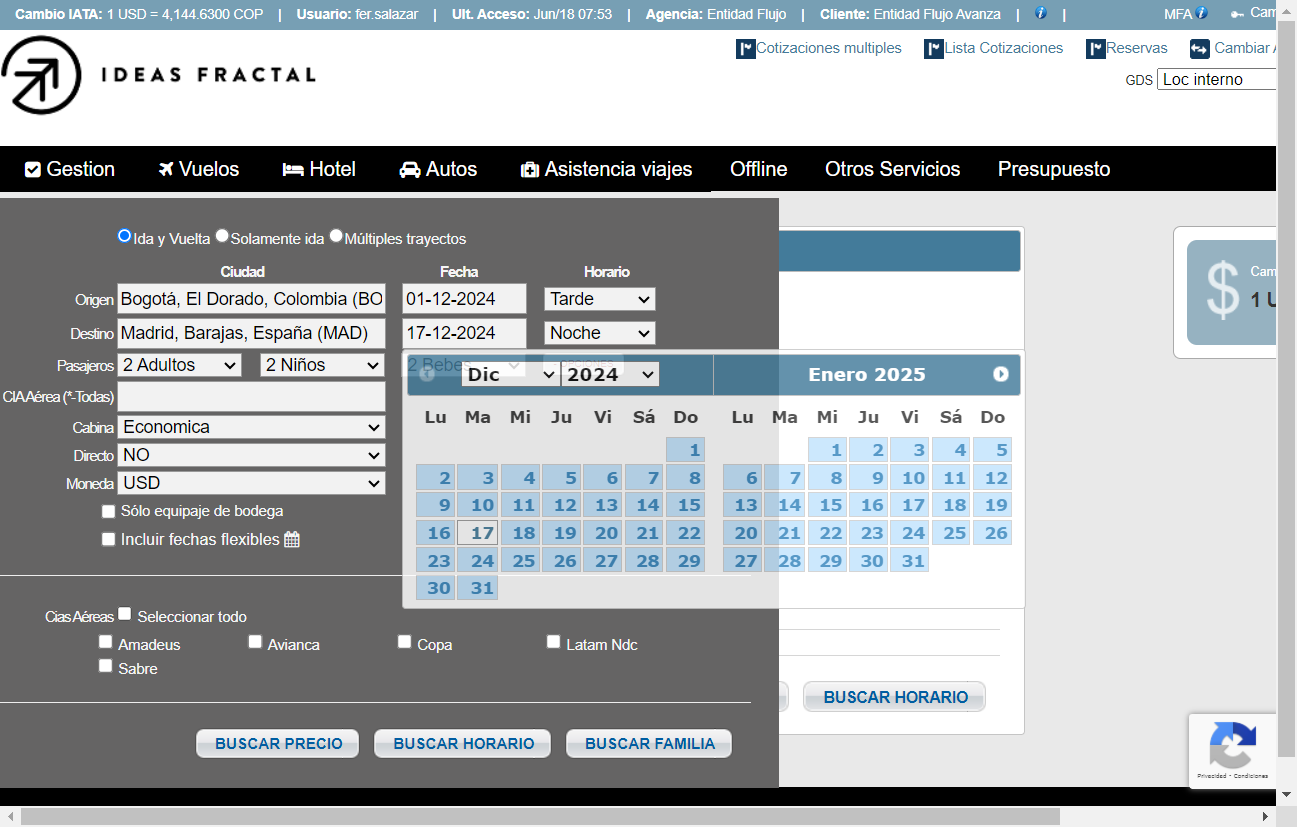 Cambio IATA: 1 USD = 4,144.6300 COP | Usuario: fer.salazar | Ult. Acceso: Jun/18 07:53 | Agencia: Entidad Flujo | Cliente: Entidad Flujo Avanza | | MFA Cam
IDEAS FRACTAL
Cotizaciones multiples Lista Cotizaciones Reservas Cambiar
GDS Loc interno
Gestion Vuelos Hotel Autos Asistencia viajes Offline Otros Servicios Presupuesto
Ida y Vuelta Solamente ida Múltiples trayectos
Ciudad Fecha Horario
Origen Bogotá, El Dorado, Colombia (BO 01-12-2024 Tarde
Destino Madrid, Barajas, España (MAD) 17-12-2024 Noche
Pasajeros 2 Adultos 2 Niños 2 Bebes
CIA Aérea (*-Todas)
Cabina Economica
Directo NO
Moneda USD
Sólo equipaje de bodega
Incluir fechas flexibles
Dic 2024 Enero 2025
Lu Ma Mi Ju Vi Sá Do Lu Ma Mi Ju Vi Sá Do
1 1 2 3 4 5
2 3 4 5 6 7 8 6 7 8 9 10 11 12
9 10 11 12 13 14 15 13 14 15 16 17 18 19
16 17 18 19 20 21 22 20 21 22 23 24 25 26
23 24 25 26 27 28 29 27 28 29 30 31
30 31
Cias Aéreas Seleccionar todo
Amadeus Avianca Copa Latam Ndc
Sabre
BUSCAR HORARIO
BUSCAR PRECIO BUSCAR HORARIO BUSCAR FAMILIA
$ Cam
1 U
Privacidad - Condiciones